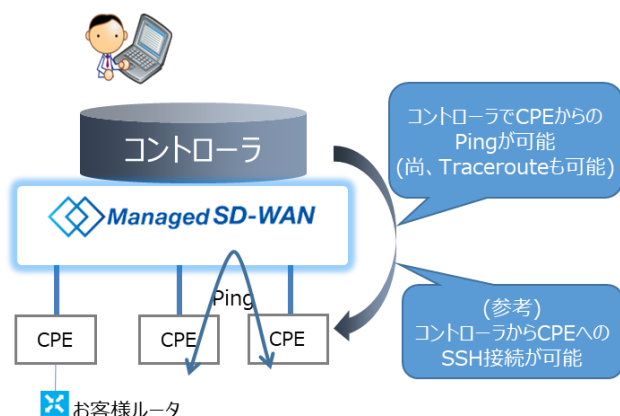 コントローラ
コントローラでCPEからの
Pingが可能
(尚、Tracerouteも可能)
Managed SD-WAN
Ping
CPE
CPE
CPE
(参考)
コントローラからCPEへの
SSH接続が可能
お客様ルータ